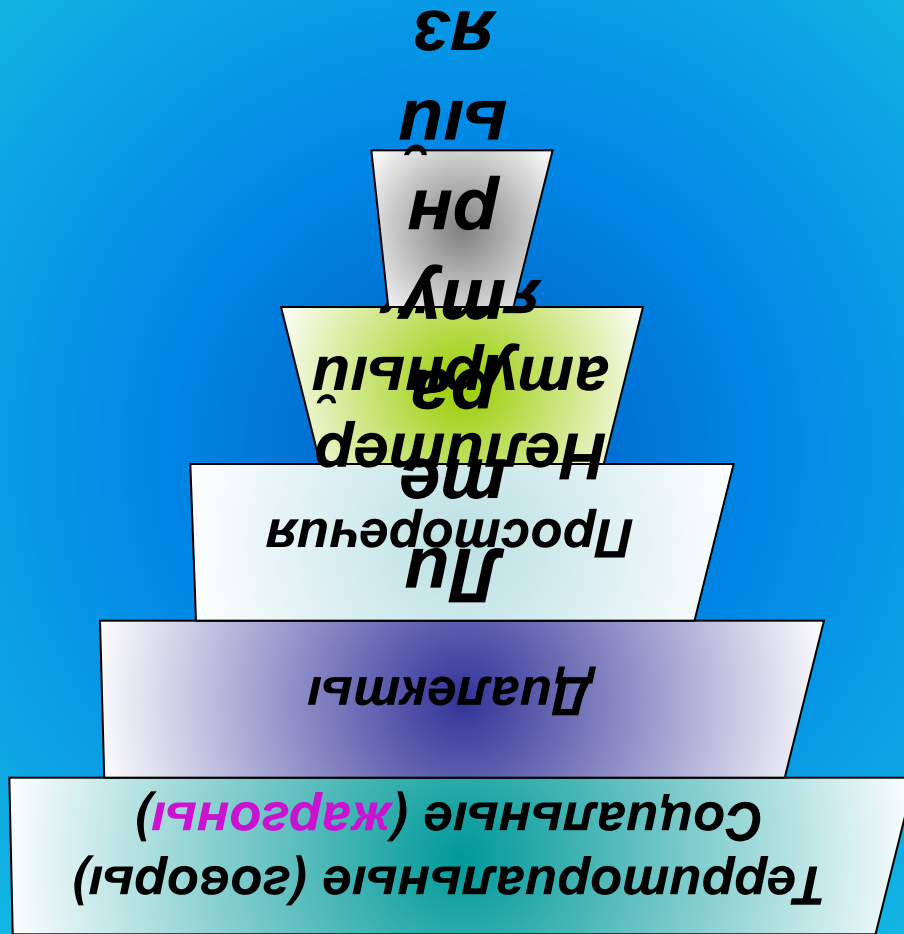 Территориальные (говоры)
Социальные (жаргоны)
Диалекты
Просторечия
Нелитер
атурный
Ли
те
ра
ту
рн
ый
яз